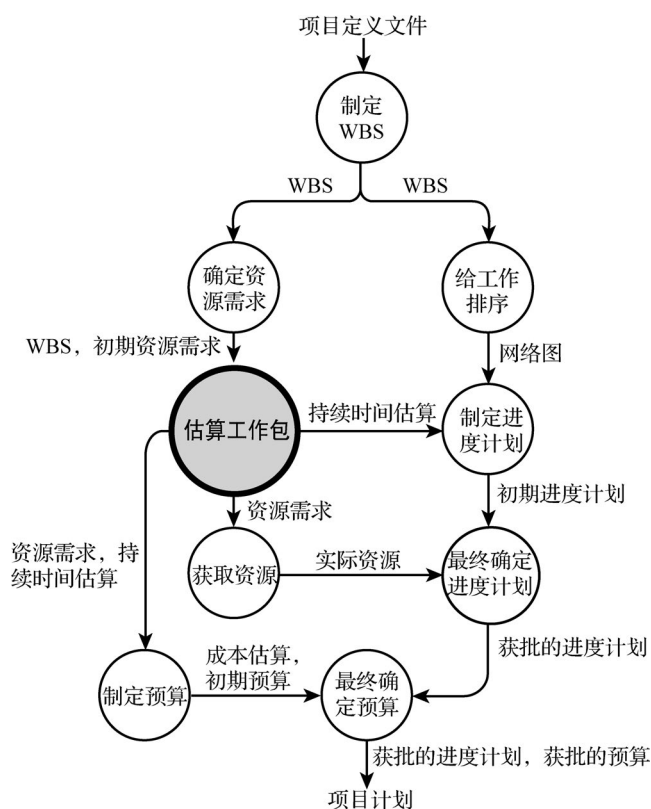 项目定义文件
制定
WBS
WBS
WBS
确定资
源需求
给工作
排序
WBS，初期资源需求
网络图
估算工作包
持续时间估算
制定进
度计划
资源需求
初期进度计划
资源需求，持
续时间估算
获取资源
实际资源
最终确定
进度计划
获批的进度计划
制定预算
成本估算，
初期预算
最终确
定预算
获批的进度计划，获批的预算
项目计划